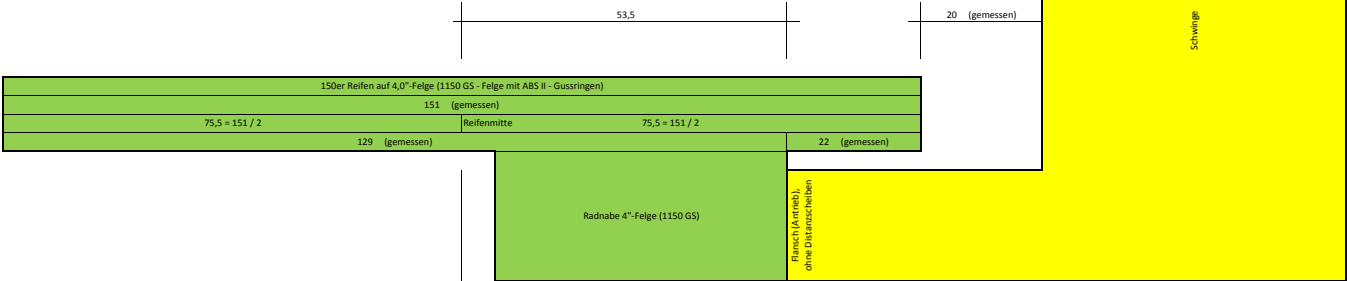 53,5
20 (gemessen)
Schwinge
150er Reifen auf 4,0"-Felge (1150 GS - Felge mit ABS II - Gussringen)
151 (gemessen)
75,5 = 151 / 2
Reifenmitte
75,5 = 151 / 2
129 (gemessen)
22 (gemessen)
Radnabe 4"-Felge (1150 GS)
Flansch (Antrieb),
ohne Distanzscheiben